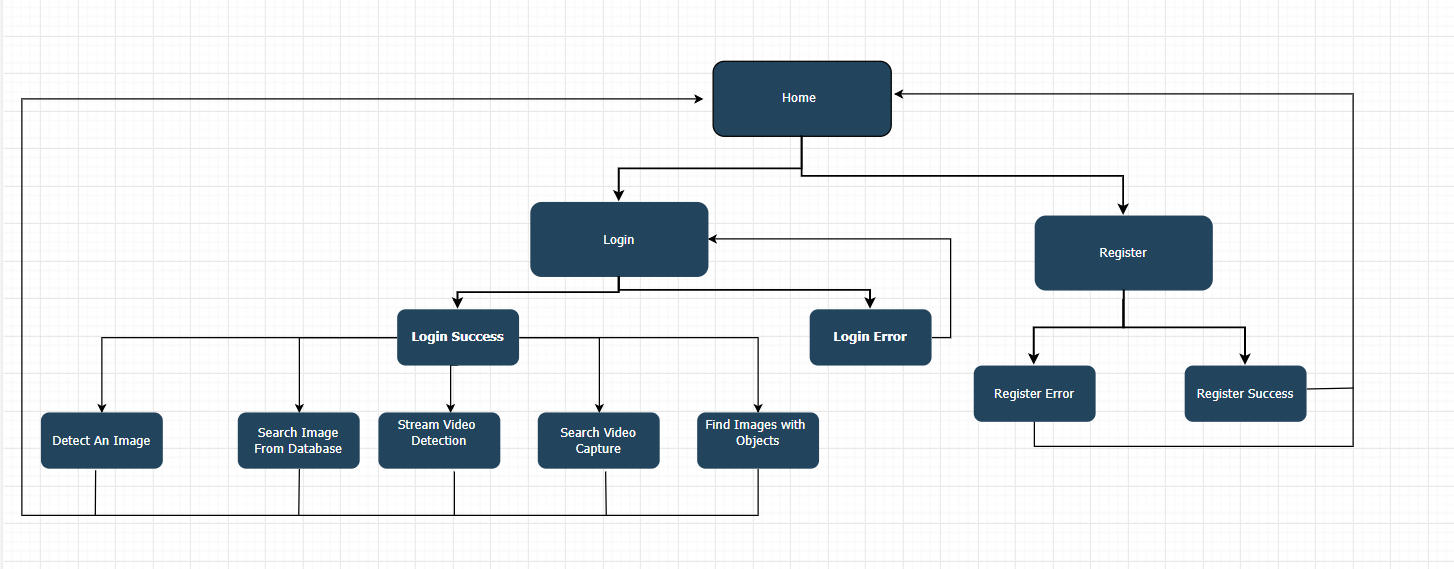 Home
Login
Register
Login Success
Login Error
Register Error
Register Success
Detect An Image
Search Image
From Database
Stream Video
Detection
Search Video
Capture
Find Images with
Objects